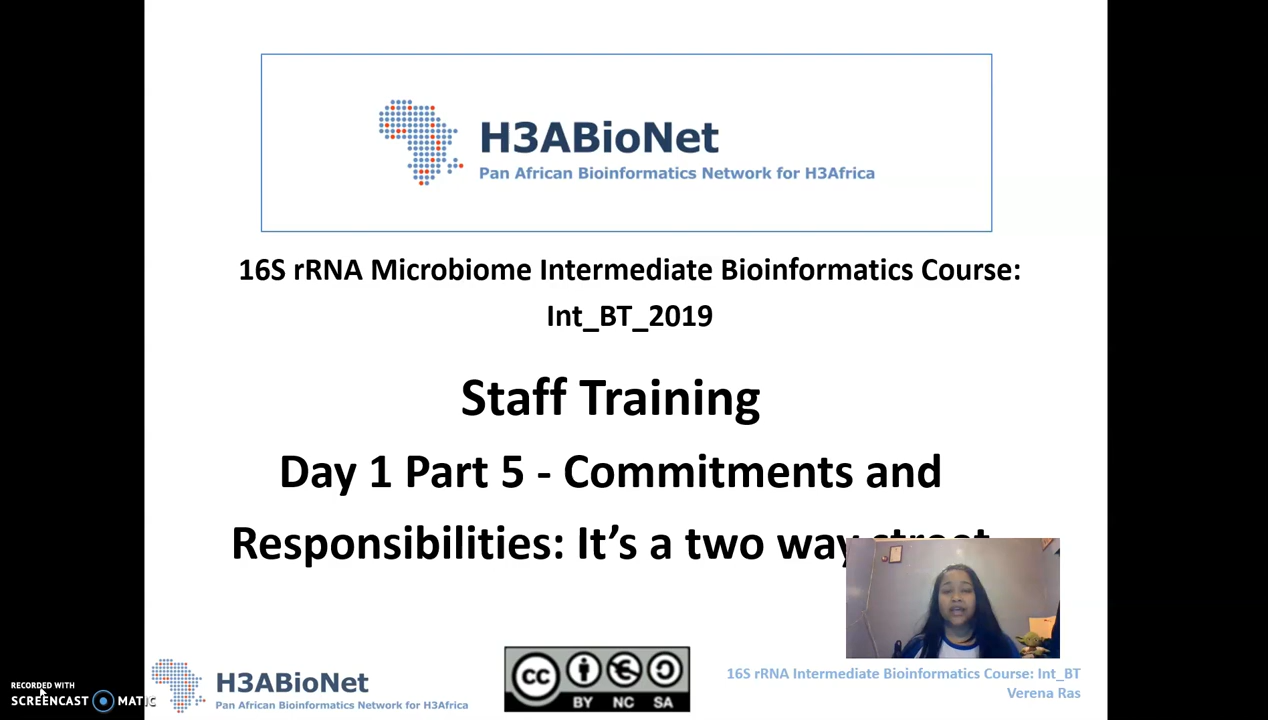 H3ABioNet
Pan African Bioinformatics Network for H3Africa
16S rRNA Microbiome Intermediate Bioinformatics Course:
Int_BT_2019
Staff Training
Day 1 Part 5 - Commitments and
Responsibilities: It’s a two way street
RECORDED WITH
SCREENCAST MATIC
H3ABioNet
Pan African Bioinformatics Network for H3Africa
cc
BY NC SA
16S rRNA Intermediate Bioinformatics Course: Int_BT
Verena Ras